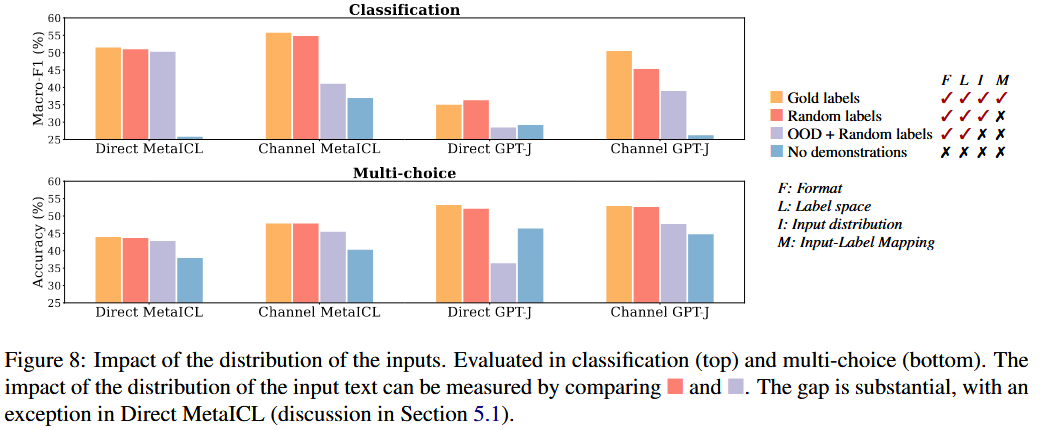 Classification
Macro-F1 (%)
60
55
50
45
40
35
30
25
Direct MetaICL
Channel MetaICL
Direct GPT-J
Channel GPT-J
Multi-choice
Accuracy (%)
60
55
50
45
40
35
30
25
Direct MetaICL
Channel MetaICL
Direct GPT-J
Channel GPT-J
F L I M
Gold labels ✓ ✓ ✓ ✓
Random labels ✓ ✓ ✓ ✗
OOD + Random labels ✓ ✓ ✗ ✗
No demonstrations ✗ ✗ ✗ ✗
F: Format
L: Label space
I: Input distribution
M: Input-Label Mapping
Figure 8: Impact of the distribution of the inputs. Evaluated in classification (top) and multi-choice (bottom). The
impact of the distribution of the input text can be measured by comparing and . The gap is substantial, with an
exception in Direct MetaICL (discussion in Section 5.1).